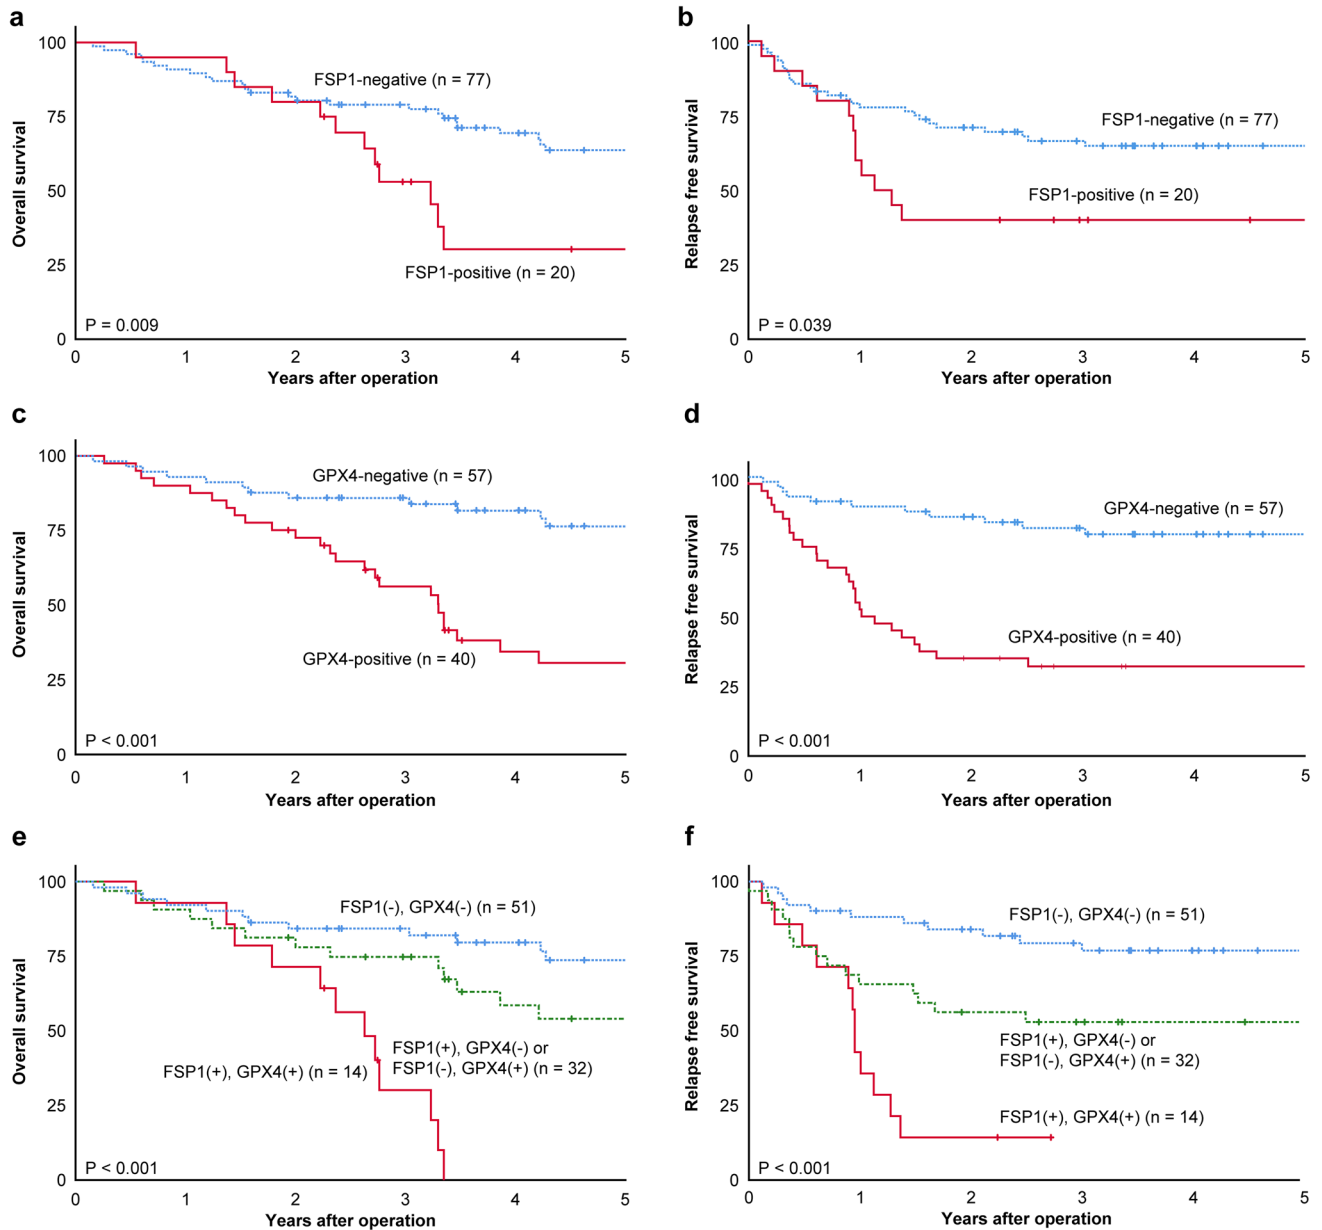 a
100
75
50
25
0
Overall survival
FSP1-negative (n = 77)
FSP1-positive (n = 20)
P = 0.009
0 1 2 3 4 5
Years after operation
b
100
75
50
25
0
Relapse free survival
FSP1-negative (n = 77)
FSP1-positive (n = 20)
P = 0.039
0 1 2 3 4 5
Years after operation
c
100
75
50
25
0
Overall survival
GPX4-negative (n = 57)
GPX4-positive (n = 40)
P < 0.001
0 1 2 3 4 5
Years after operation
d
100
75
50
25
0
Relapse free survival
GPX4-negative (n = 57)
GPX4-positive (n = 40)
P < 0.001
0 1 2 3 4 5
Years after operation
e
100
75
50
25
0
Overall survival
FSP1(-), GPX4(-) (n = 51)
FSP1(+), GPX4(-) or
FSP1(-), GPX4(+) (n = 32)
FSP1(+), GPX4(+) (n = 14)
P < 0.001
0 1 2 3 4 5
Years after operation
f
100
75
50
25
0
Relapse free survival
FSP1(-), GPX4(-) (n = 51)
FSP1(+), GPX4(-) or
FSP1(-), GPX4(+) (n = 32)
FSP1(+), GPX4(+) (n = 14)
P < 0.001
0 1 2 3 4 5
Years after operation